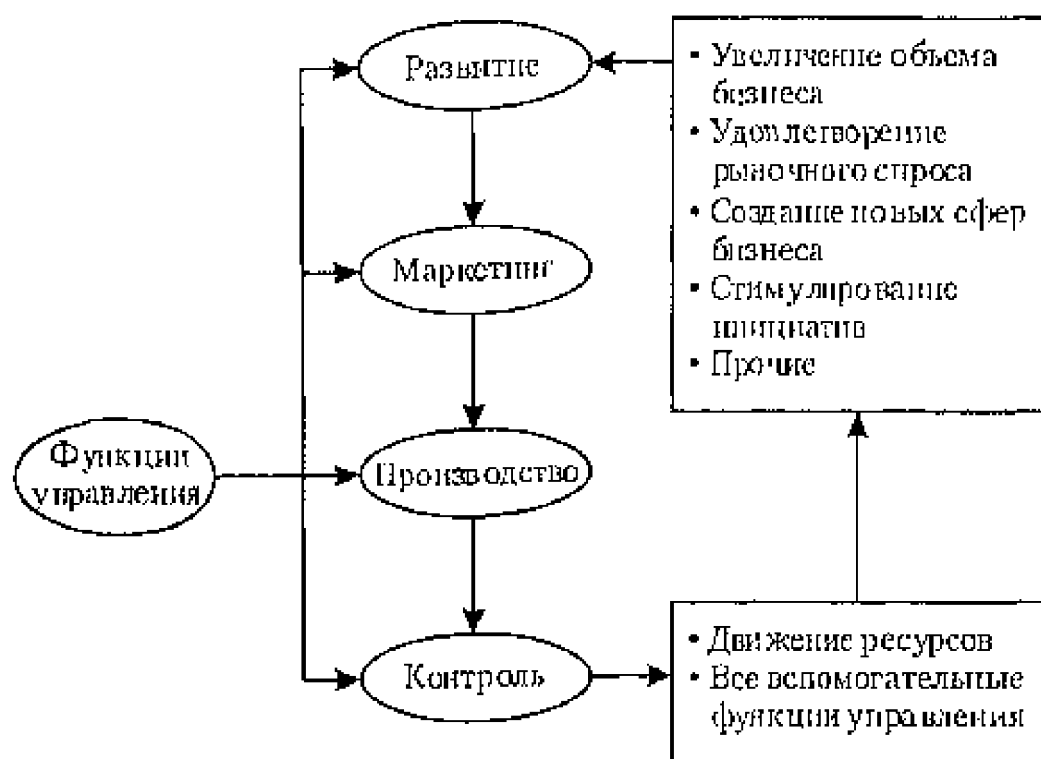 Развитие
• Увеличение объема
бизнеса
• Удовлетворение
рыночного спроса
• Создание новых сфер
бизнеса
• Стимулирование
инициатив
• Прочие
Маркетинг
Функции
управления
Производство
Контроль
• Движение ресурсов
• Все вспомогательные
функции управления